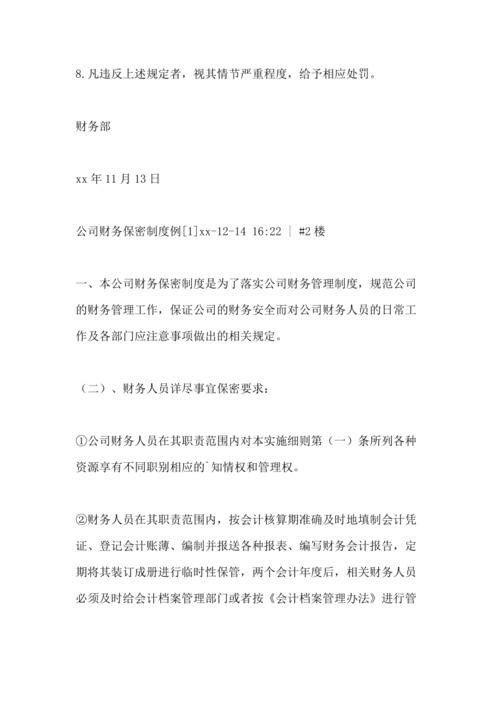 8.凡违反上述规定者，视其情节严重程度，给予相应处罚。
财务部
xx年11月13日
公司财务保密制度例[1]xx-12-14 16:22 | #2楼
一、本公司财务保密制度是为了落实公司财务管理制度，规范公司
的财务管理工作，保证公司的财务安全而对公司财务人员的日常工
作及各部门应注意事项做出的相关规定。
（二）、财务人员详尽事宜保密要求：
①公司财务人员在其职责范围内对本实施细则第（一）条所列各种
资源享有不同职别相应的`知情权和管理权。
②财务人员在其职责范围内，按会计核算期准确及时地填制会计凭
证、登记会计账薄、编制并报送各种报表、编写财务会计报告，定
期将其装订成册进行临时性保管，两个会计年度后，相关财务人员
必须及时给会计档案管理部门或者按《会计档案管理办法》进行管